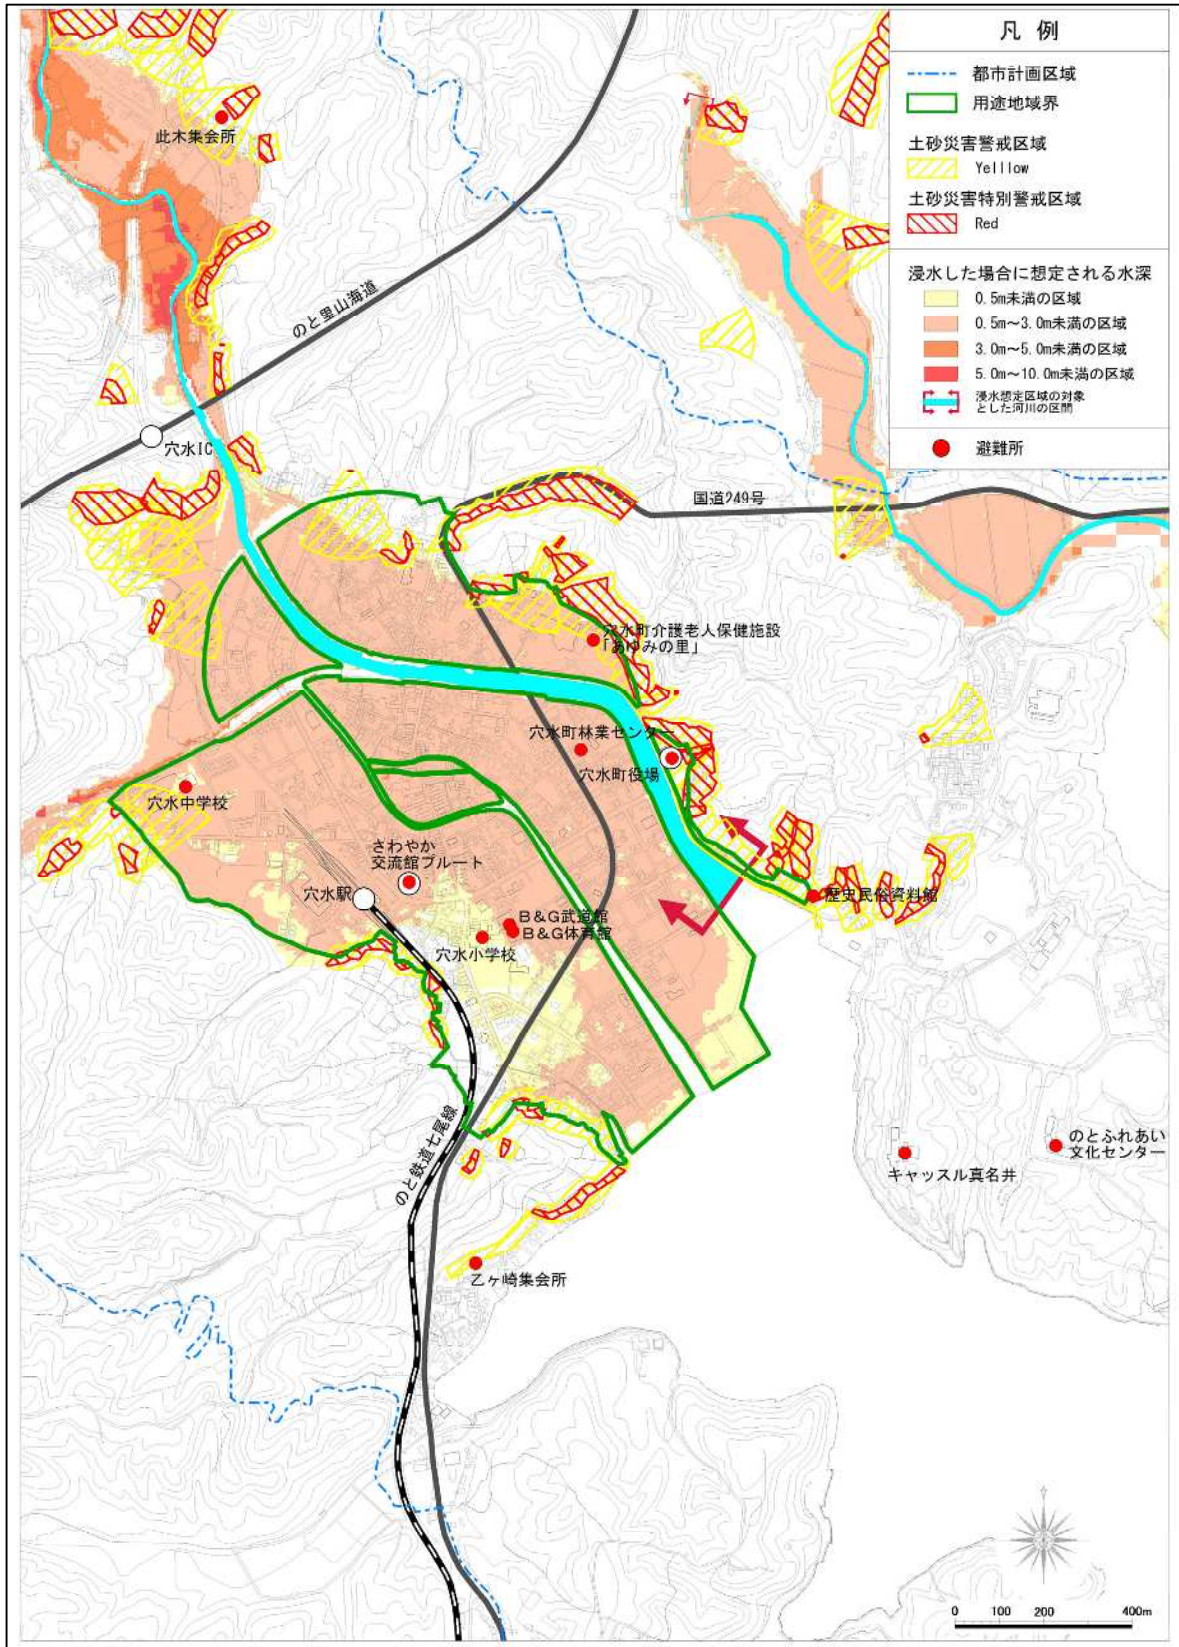 凡 例
都市計画区域
用途地域界
土砂災害警戒区域
Yelllow
土砂災害特別警戒区域
Red
浸水した場合に想定される水深
0.5m未満の区域
0.5m～3.0m未満の区域
3.0m～5.0m未満の区域
5.0m～10.0m未満の区域
浸水想定区域の対象
とした河川の区間
避難所
此木集会所
のと里山海道
穴水IC
国道249号
穴水町介護老人保健施設
「あゆみの里」
穴水町林業センター
穴水町役場
穴水中学校
さわやか
交流館プルート
穴水駅
歴史民俗資料館
B＆G武道館
B＆G体育館
穴水小学校
のと鉄道七尾線
のとふれあい
文化センター
キャッスル真名井
乙ヶ崎集会所
0 100 200 400m